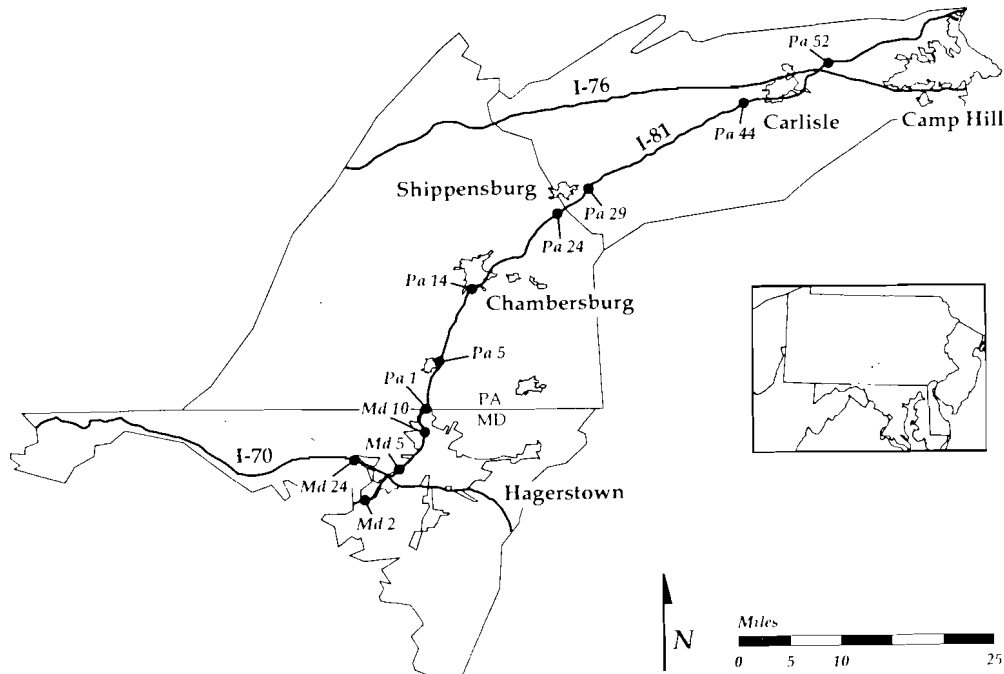 Pa 52
I-76
Carlisle
Camp Hill
Pa 44
I-81
Shippensburg
Pa 29
Pa 24
Pa 14
Chambersburg
Pa 5
Pa 1
PA
MD
Md 10
Md 5
I-70
Md 24
Hagerstown
Md 2
N
Miles
0 5 10 25